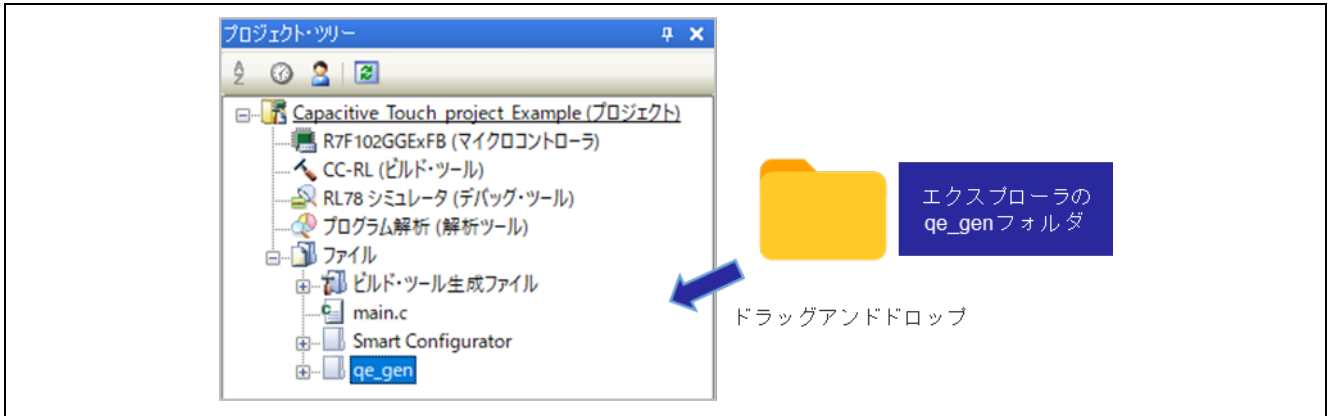 プロジェクト・ツリー
Capacitive_Touch_project_Example (プロジェクト)
R7F102GGExFB (マイクロコントローラ)
CC-RL (ビルド・ツール)
RL78 シミュレータ (デバッグ・ツール)
プログラム解析 (解析ツール)
ファイル
ビルド・ツール生成ファイル
main.c
Smart Configurator
qe_gen
エクスプローラの
qe_genフォルダ
ドラッグアンドドロップ